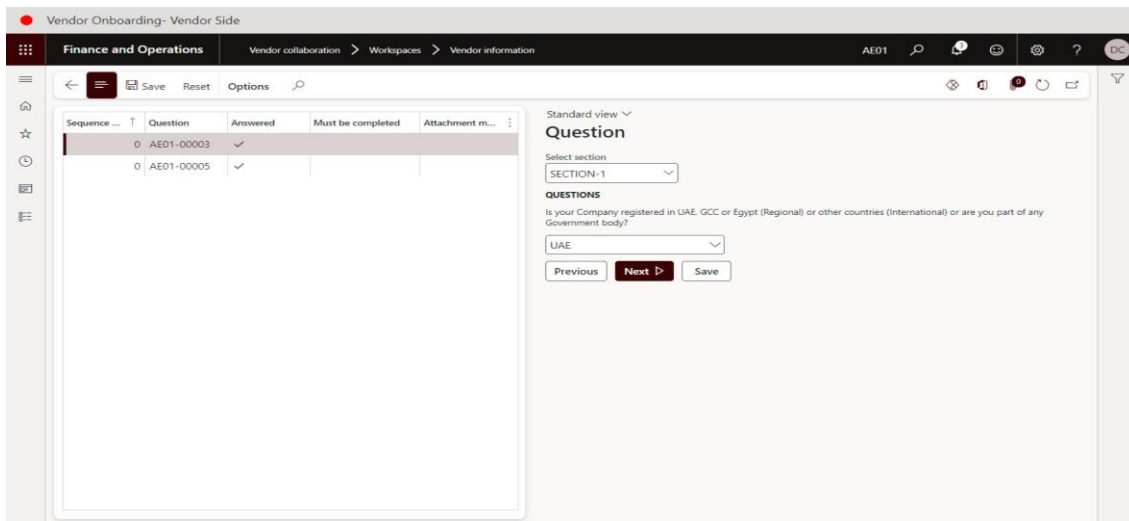 Vendor Onboarding- Vendor Side
Finance and Operations
Vendor collaboration > Workspaces > Vendor information
AE01
3
?
DC
Save Reset Options
0
Sequence ... ↑ Question Answered Must be completed Attachment m...
0 AE01-00003
0 AE01-00005
Standard view
Question
Select section
SECTION-1
QUESTIONS
Is your Company registered in UAE, GCC or Egypt (Regional) or other countries (International) or are you part of any
Government body?
UAE
Previous Next Save